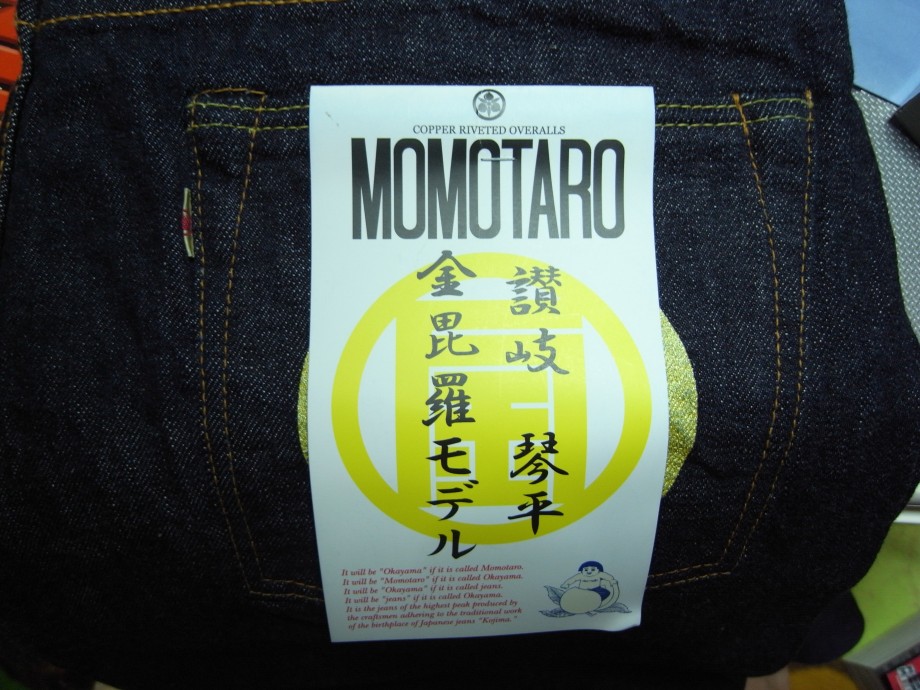 COPPER RIVETED OVERALLS
MOMOTARO
讃岐 琴平
金毘羅モデル
It will be "Okayama" if it is called Momotaro.
It will be "Momotaro" if it is called Okayama.
It will be "Okayama" if it is called jeans.
It will be "jeans" if it is called Okayama.
It is the jeans of the highest peak produced by
the craftsmen adhering to the traditional work
of the birthplace of Japanese jeans "Kojima."